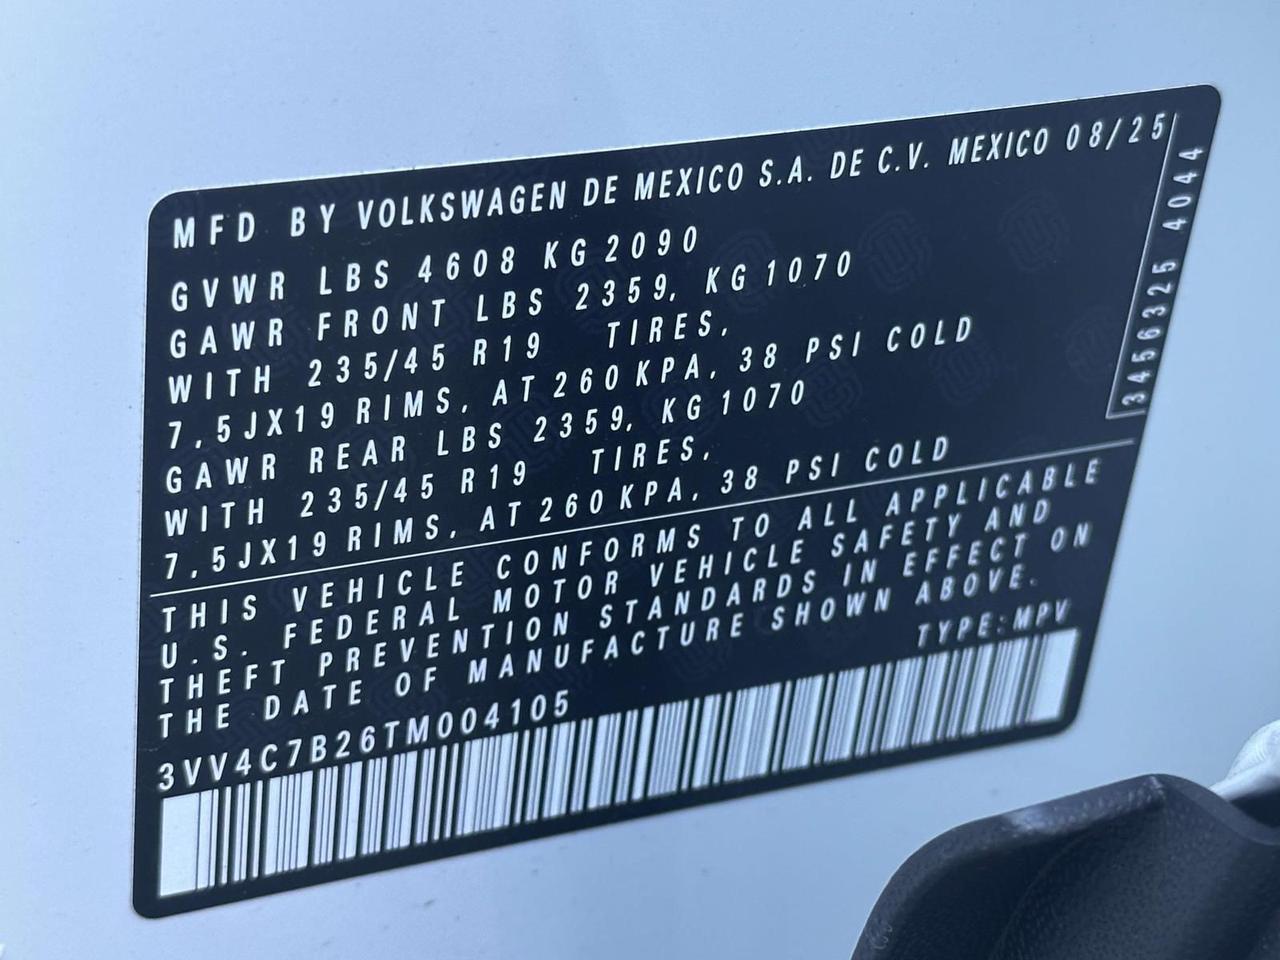 MFD BY VOLKSWAGEN DE MEXICO S.A. DE C.V. MEXICO 08/25
GVWR LBS 4608 KG 2090
GAWR FRONT LBS 2359, KG 1070
WITH 235/45 R19 TIRES,
7,5JX19 RIMS, AT 260 KPA, 38 PSI COLD
GAWR REAR LBS 2359, KG 1070
WITH 235/45 R19 TIRES,
7,5JX19 RIMS, AT 260 KPA, 38 PSI COLD
3456325 4044
THIS VEHICLE CONFORMS TO ALL APPLICABLE
U.S. FEDERAL MOTOR VEHICLE SAFETY AND
THEFT PREVENTION STANDARDS IN EFFECT ON
THE DATE OF MANUFACTURE SHOWN ABOVE.
TYPE:MPV
3VV4C7B26TM004105